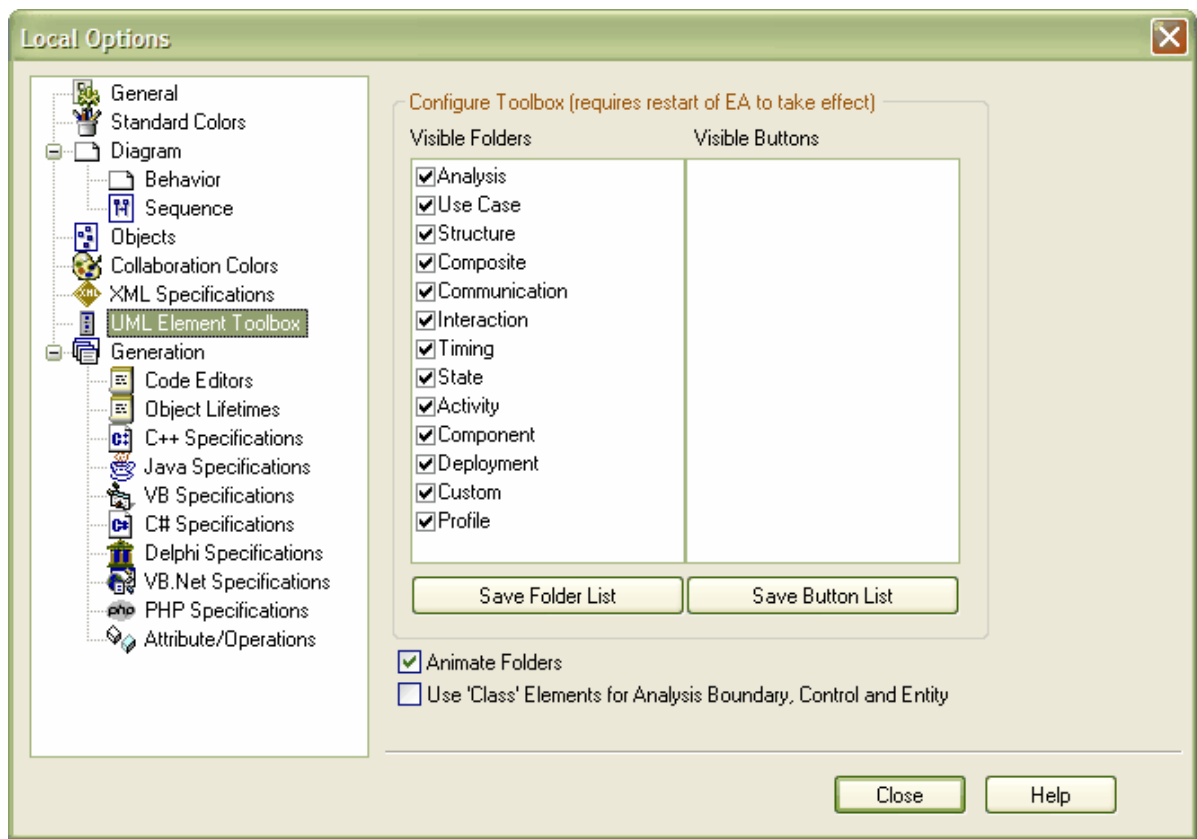 Local Options
General
Standard Colors
Diagram
Behavior
Sequence
Objects
Collaboration Colors
XML Specifications
UML Element Toolbox
Generation
Code Editors
Object Lifetimes
C++ Specifications
Java Specifications
VB Specifications
C# Specifications
Delphi Specifications
VB.Net Specifications
PHP Specifications
Attribute/Operations
Configure Toolbox (requires restart of EA to take effect)
Visible Folders
Visible Buttons
Analysis
Use Case
Structure
Composite
Communication
Interaction
Timing
State
Activity
Component
Deployment
Custom
Profile
Save Folder List
Save Button List
Animate Folders
Use 'Class' Elements for Analysis Boundary, Control and Entity
Close
Help